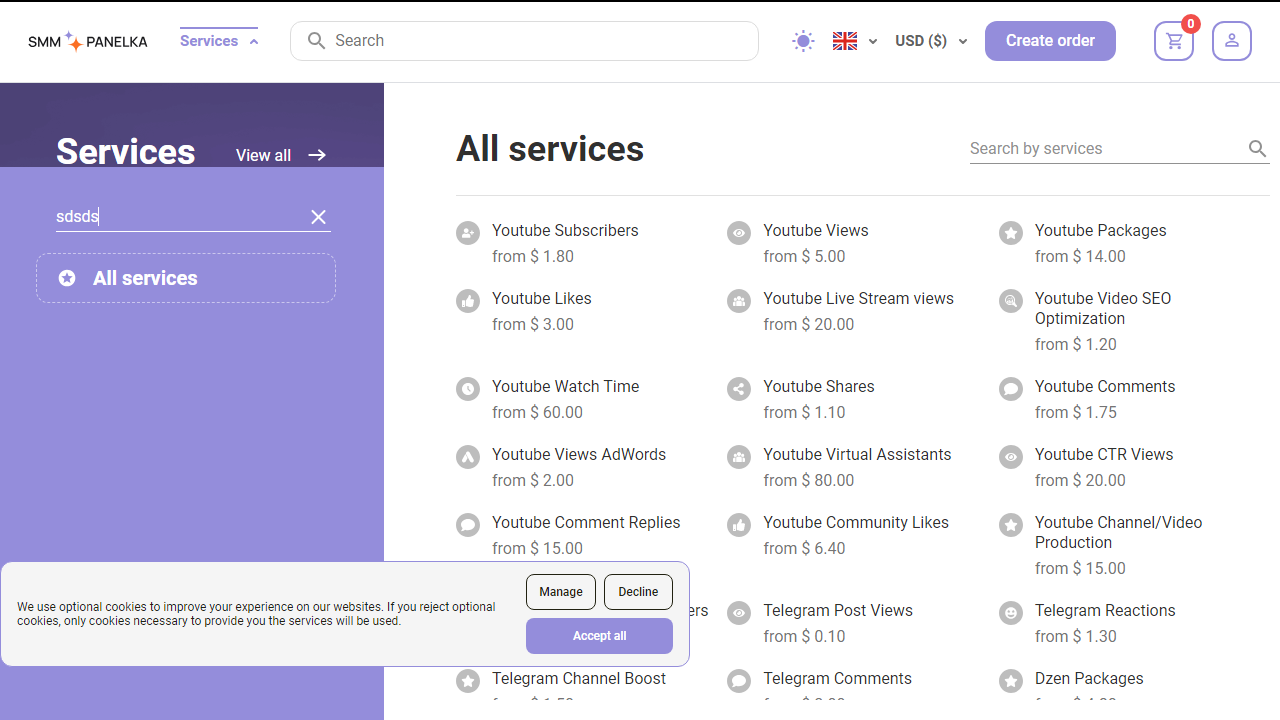 SMM PANELKA
Services
Search
USD ($)
Create order
0
Services
View all
sdsds
All services
All services
Search by services
Youtube Subscribers
from $ 1.80
Youtube Views
from $ 5.00
Youtube Packages
from $ 14.00
Youtube Likes
from $ 3.00
Youtube Live Stream views
from $ 20.00
Youtube Video SEO
Optimization
from $ 1.20
Youtube Watch Time
from $ 60.00
Youtube Shares
from $ 1.10
Youtube Comments
from $ 1.75
Youtube Views AdWords
from $ 2.00
Youtube Virtual Assistants
from $ 80.00
Youtube CTR Views
from $ 20.00
Youtube Comment Replies
from $ 15.00
Youtube Community Likes
from $ 6.40
Youtube Channel/Video
Production
from $ 15.00
Telegram Post Views
from $ 0.10
Telegram Reactions
from $ 1.30
Telegram Channel Boost
Telegram Comments
Dzen Packages
We use optional cookies to improve your experience on our websites. If you reject optional
cookies, only cookies necessary to provide you the services will be used.
Manage
Decline
Accept all